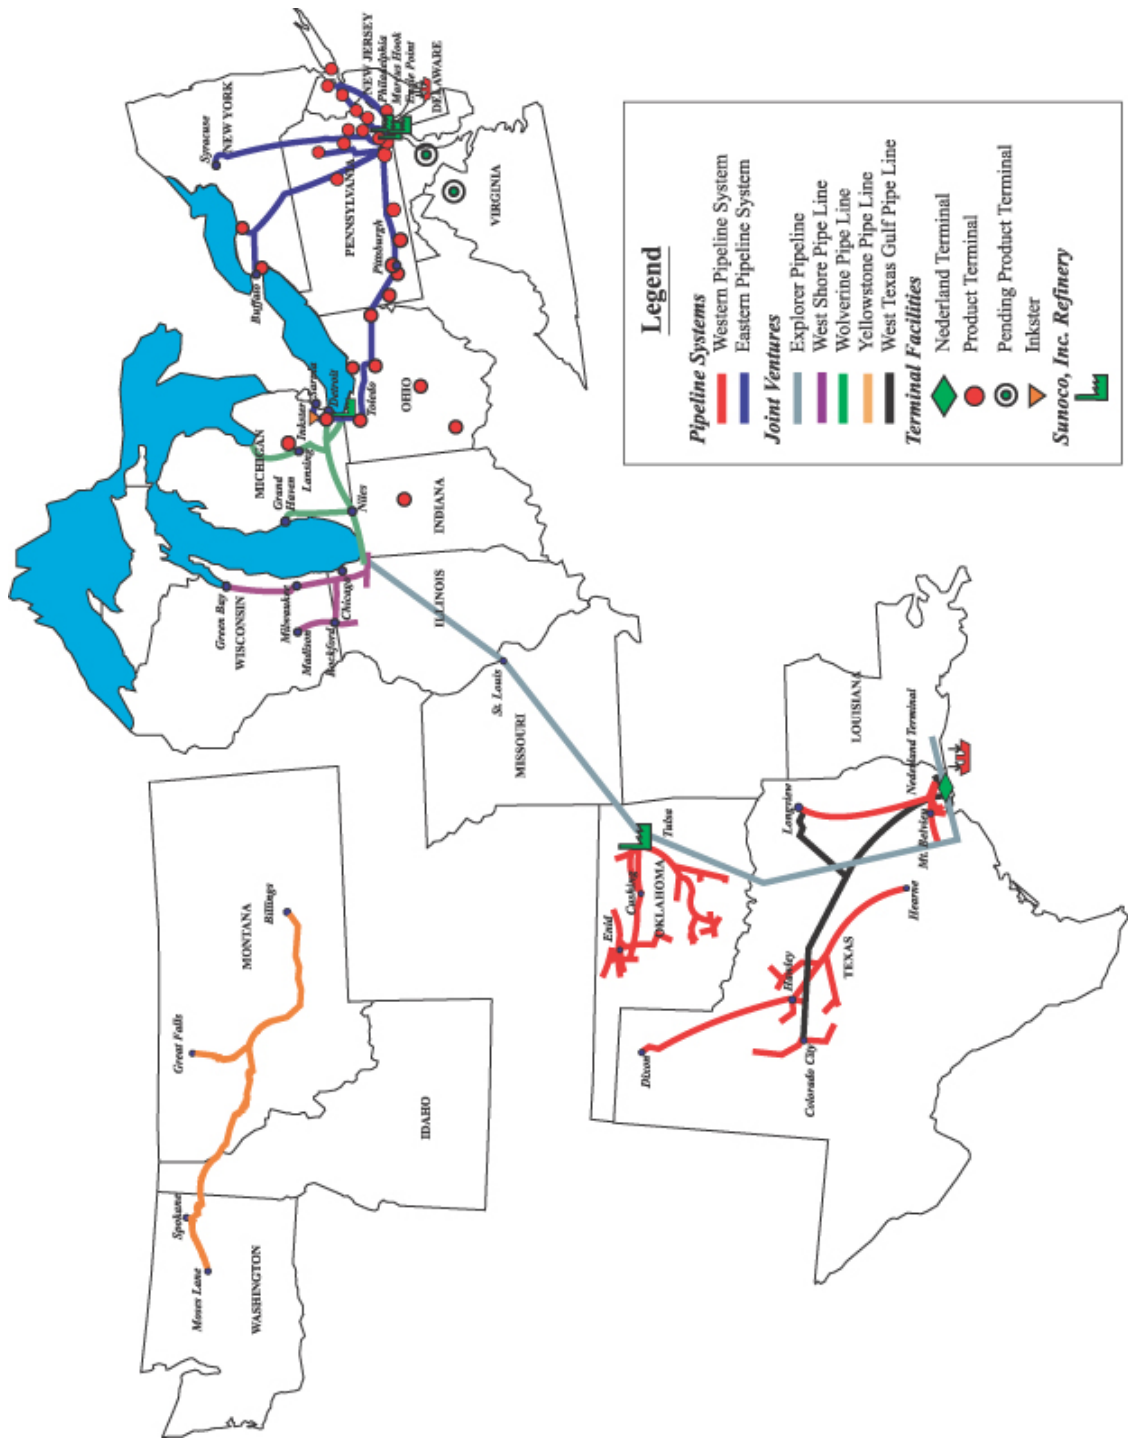 Moses Lane
Spokane
WASHINGTON
IDAHO
Great Falls
MONTANA
Billings
Green Bay
WISCONSIN
Milwaukee
Madison
Rockford
Chicago
ILLINOIS
St. Louis
MISSOURI
INDIANA
Niles
Grand
Haven
MICHIGAN
Lansing
Inkster
Sarnia
Detroit
Toledo
OHIO
Buffalo
Syracuse
NEW YORK
PENNSYLVANIA
Pittsburgh
NEW JERSEY
Philadelphia
Marcus Hook
Eagle Point
DELAWARE
VIRGINIA
Dixon
Colorado City
Hawley
TEXAS
Hearne
Enid
Cushing
OKLAHOMA
Tulsa
Longview
Mt. Belvieu
Nederland Terminal
LOUISIANA
Legend
Pipeline Systems
Western Pipeline System
Eastern Pipeline System
Joint Ventures
Explorer Pipeline
West Shore Pipe Line
Wolverine Pipe Line
Yellowstone Pipe Line
West Texas Gulf Pipe Line
Terminal Facilities
Nederland Terminal
Product Terminal
Pending Product Terminal
Inkster
Sunoco, Inc. Refinery